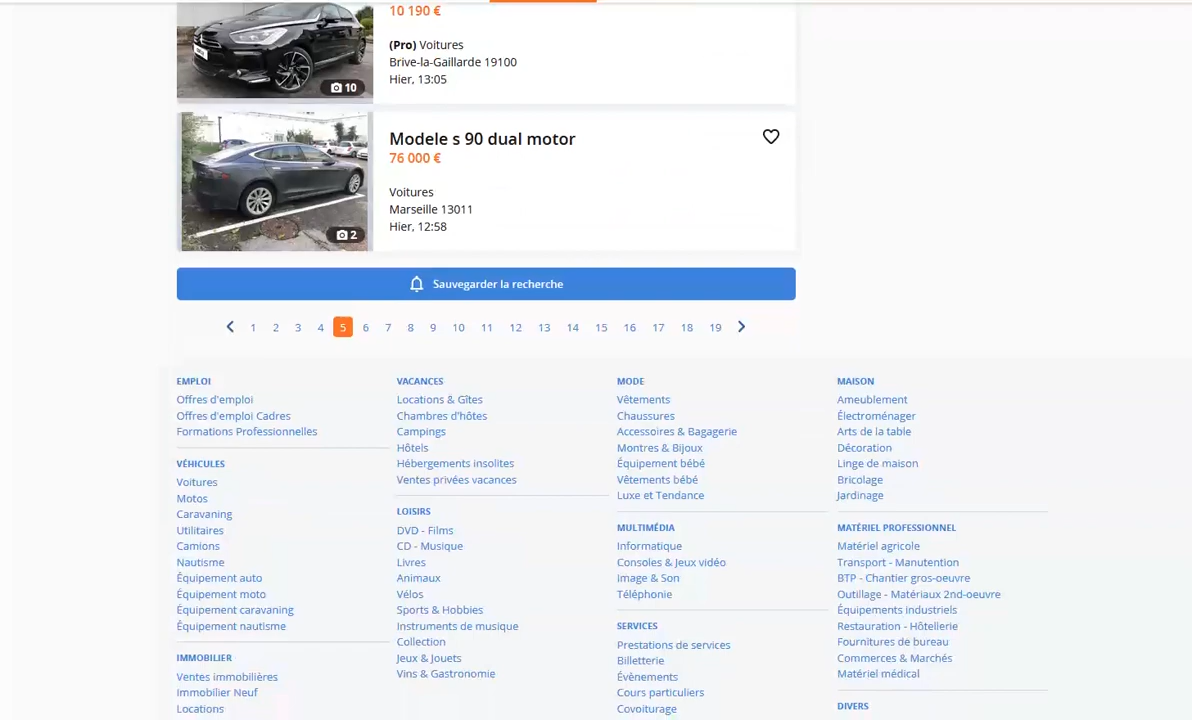 10 190 €
(Pro) Voitures
Brive-la-Gaillarde 19100
Hier, 13:05
10
Modele s 90 dual motor
76 000 €
Voitures
Marseille 13011
Hier, 12:58
2
Sauvegarder la recherche
1 2 3 4 5 6 7 8 9 10 11 12 13 14 15 16 17 18 19
EMPLOI
Offres d'emploi
Offres d'emploi Cadres
Formations Professionnelles
VÉHICULES
Voitures
Motos
Caravaning
Utilitaires
Camions
Nautisme
Équipement auto
Équipement moto
Équipement caravaning
Équipement nautisme
IMMOBILIER
Ventes immobilières
Immobilier Neuf
Locations
VACANCES
Locations & Gîtes
Chambres d'hôtes
Campings
Hôtels
Hébergements insolites
Ventes privées vacances
LOISIRS
DVD - Films
CD - Musique
Livres
Animaux
Vélos
Sports & Hobbies
Instruments de musique
Collection
Jeux & Jouets
Vins & Gastronomie
MODE
Vêtements
Chaussures
Accessoires & Bagagerie
Montres & Bijoux
Équipement bébé
Vêtements bébé
Luxe et Tendance
MULTIMÉDIA
Informatique
Consoles & Jeux vidéo
Image & Son
Téléphonie
SERVICES
Prestations de services
Billetterie
Évènements
Cours particuliers
Covoiturage
MAISON
Ameublement
Électroménager
Arts de la table
Décoration
Linge de maison
Bricolage
Jardinage
MATÉRIEL PROFESSIONNEL
Matériel agricole
Transport - Manutention
BTP - Chantier gros-oeuvre
Outillage - Matériaux 2nd-oeuvre
Équipements industriels
Restauration - Hôtellerie
Fournitures de bureau
Commerces & Marchés
Matériel médical
DIVERS